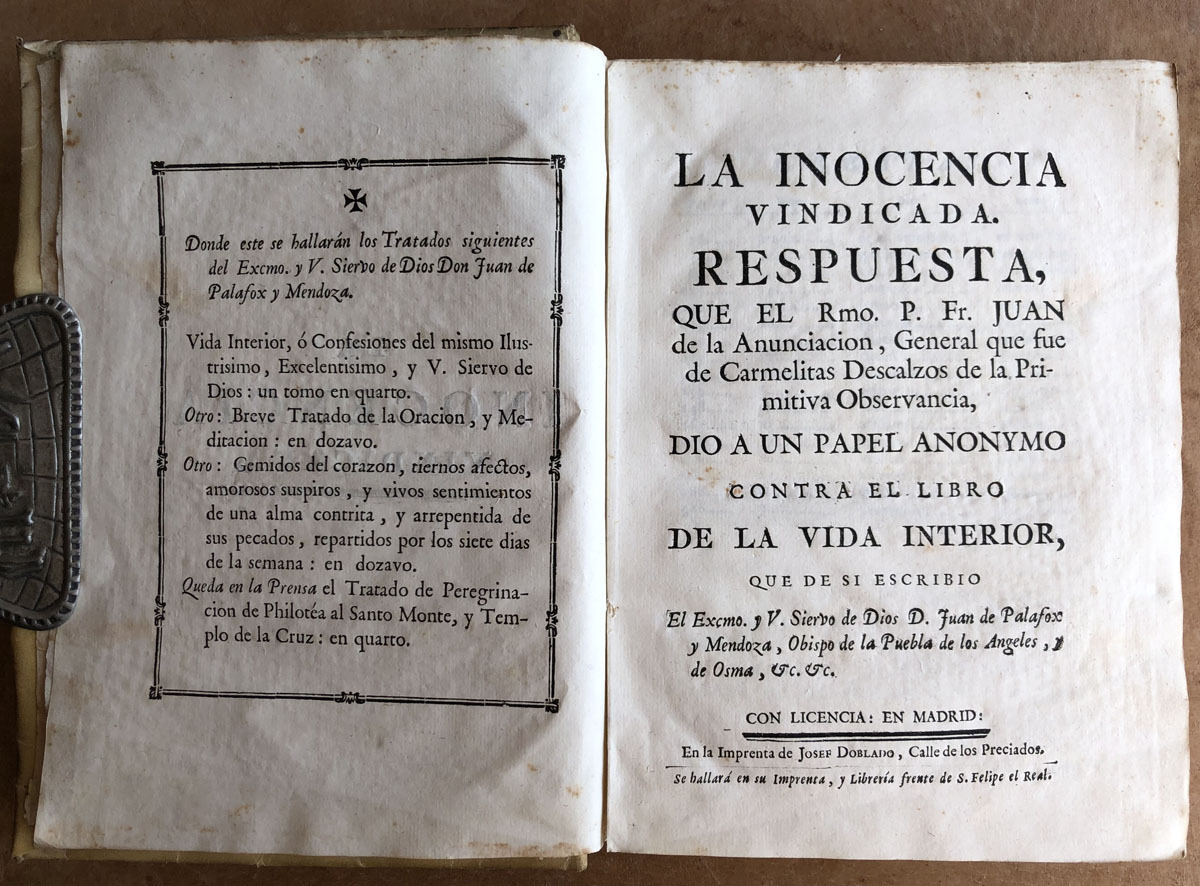 Donde este se hallarán los Tratados siguientes
del Excmo. y V. Siervo de Dios Don Juan de
Palafox y Mendoza.
Vida Interior, ó Confesiones del mismo Ilus-
trisimo, Excelentisimo, y V. Siervo de
Dios: un tomo en quarto.
Otro: Breve Tratado de la Oracion, y Me-
ditacion: en dozavo.
Otro: Gemidos del corazon, tiernos afectos,
amorosos suspiros, y vivos sentimientos
de una alma contrita, y arrepentida de
sus pecados, repartidos por los siete dias
de la semana: en dozavo.
Queda en la Prensa el Tratado de Peregrina-
cion de Philotéa al Santo Monte, y Tem-
plo de la Cruz: en quarto.
LA INOCENCIA
VINDICADA.
RESPUESTA,
QUE EL Rmo. P. Fr. JUAN
de la Anunciacion, General que fue
de Carmelitas Descalzos de la Pri-
mitiva Observancia,
DIO A UN PAPEL ANONYMO
CONTRA EL LIBRO
DE LA VIDA INTERIOR,
QUE DE SI ESCRIBIO
El Excmo. y V. Siervo de Dios D. Juan de Palafox
y Mendoza, Obispo de la Puebla de los Angeles, y
de Osma, &c. &c.
CON LICENCIA: EN MADRID:
En la Imprenta de JOSEF DOBLADO, Calle de los Preciados.
Se hallará en su Imprenta, y Librería frente de S. Felipe el Real.